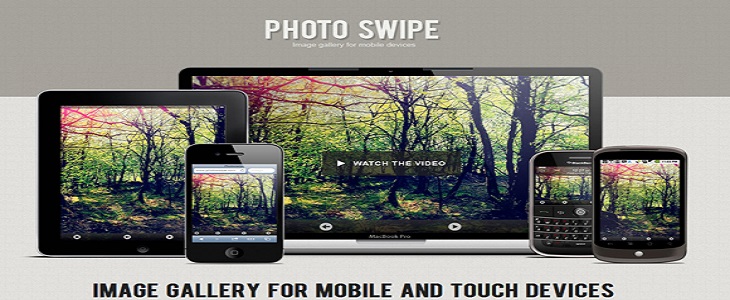 PHOTO SWIPE
Image gallery for mobile devices
WATCH THE VIDEO
MacBook Pro
IMAGE GALLERY FOR MOBILE AND TOUCH DEVICES